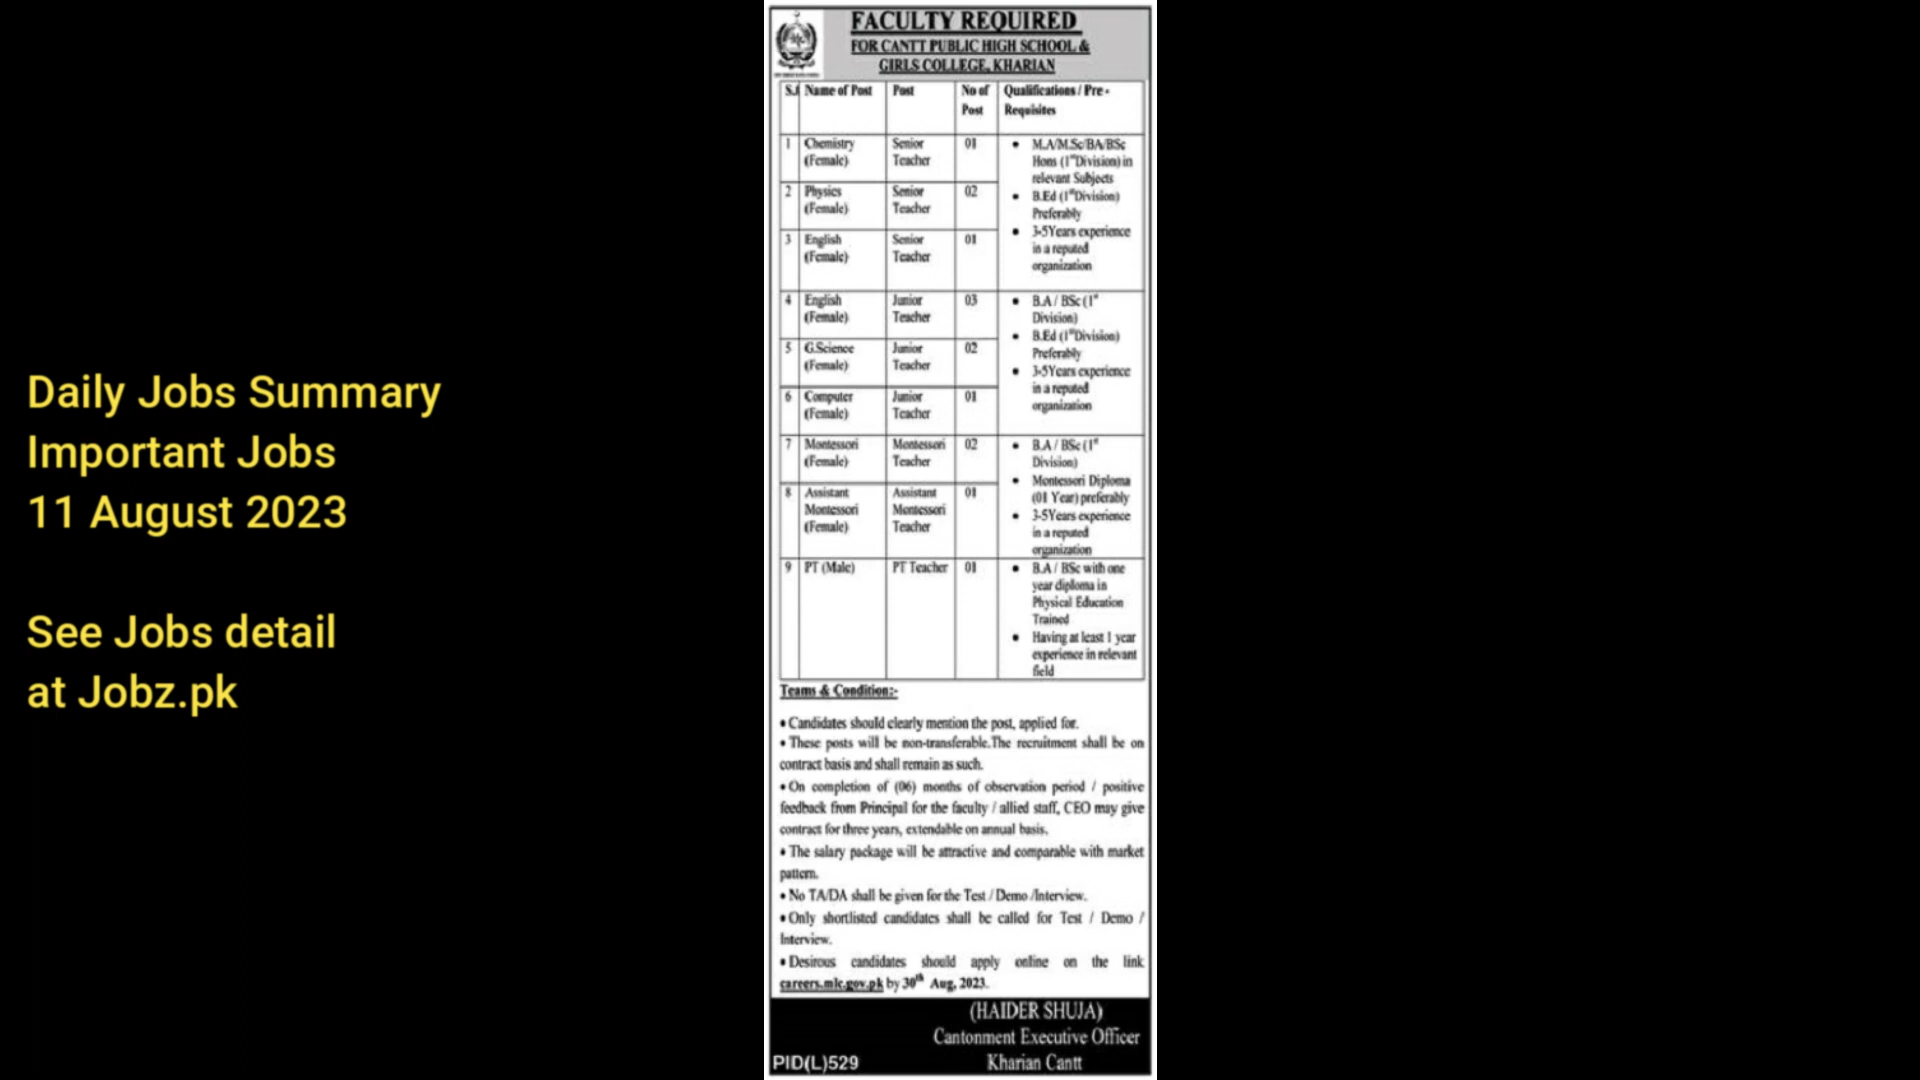 Daily Jobs Summary
Important Jobs
11 August 2023
See Jobs detail
at Jobz.pk
FACULTY REQUIRED
FOR CANTT PUBLIC HIGH SCHOOL &
GIRLS COLLEGE, KHARIAN
S.# Name of Post Post No of Post Qualifications / Pre - Requisites
1 Chemistry (Female) Senior Teacher 01
2 Physics (Female) Senior Teacher 02
3 English (Female) Senior Teacher 01
• M.A/M.Sc/BA/BSc
Hons (1st Division) in
relevant Subjects
• B.Ed (1st Division)
Preferably
• 3-5Years experience
in a reputed
organization
4 English (Female) Junior Teacher 03
5 G.Science (Female) Junior Teacher 02
6 Computer (Female) Junior Teacher 01
• B.A / BSc (1st
Division)
• B.Ed (1st Division)
Preferably
• 3-5Years experience
in a reputed
organization
7 Montessori (Female) Montessori Teacher 02
8 Assistant Montessori (Female) Assistant Montessori Teacher 01
• B.A / BSc (1st
Division)
• Montessori Diploma
(01 Year) preferably
• 3-5Years experience
in a reputed
organization
9 PT (Male) PT Teacher 01
• B.A / BSc with one
year diploma in
Physical Education
Trained
• Having at least 1 year
experience in relevant
field
Teams & Condition:-
• Candidates should clearly mention the post, applied for.
• These posts will be non-transferable.The recruitment shall be on
contract basis and shall remain as such.
• On completion of (06) months of observation period / positive
feedback from Principal for the faculty / allied staff, CEO may give
contract for three years, extendable on annual basis.
• The salary package will be attractive and comparable with market
pattern.
• No TA/DA shall be given for the Test / Demo /Interview.
• Only shortlisted candidates shall be called for Test / Demo /
Interview.
• Desirous candidates should apply online on the link
careers.mlc.gov.pk by 30th Aug, 2023.
(HAIDER SHUJA)
Cantonment Executive Officer
Kharian Cantt
PID(L)529